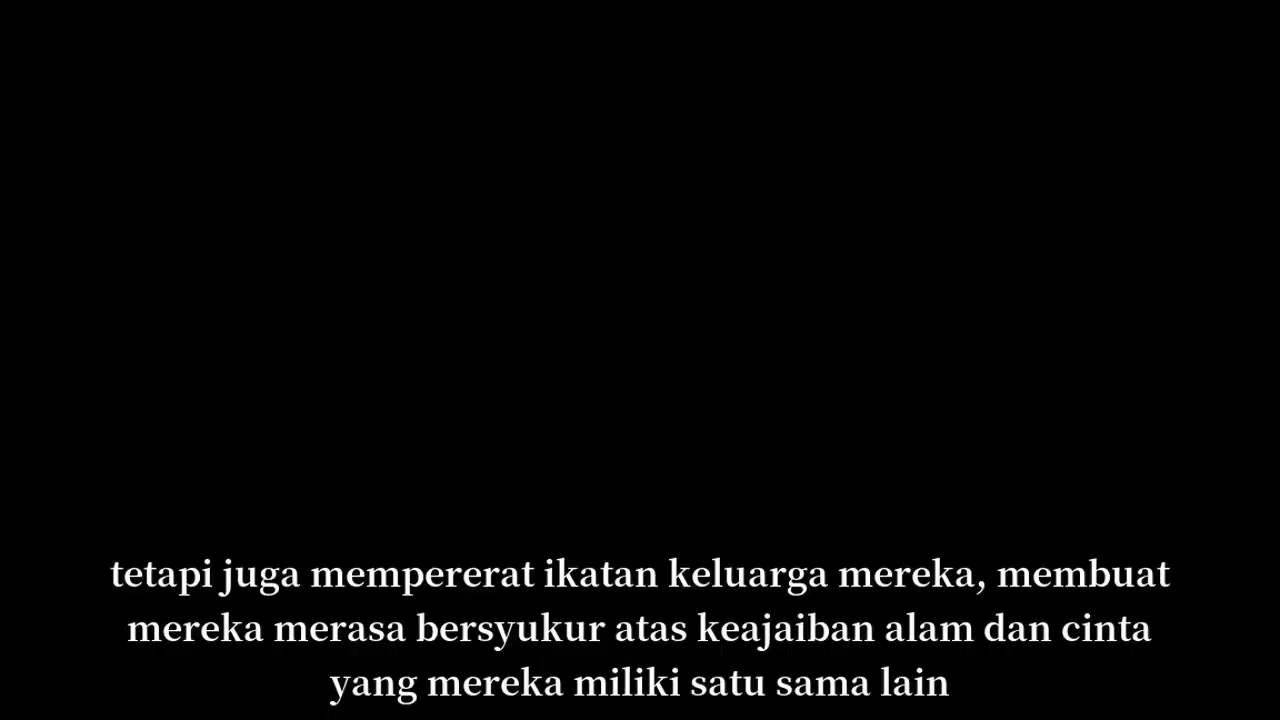 tetapi juga mempererat ikatan keluarga mereka, membuat
mereka merasa bersyukur atas keajaiban alam dan cinta
yang mereka miliki satu sama lain